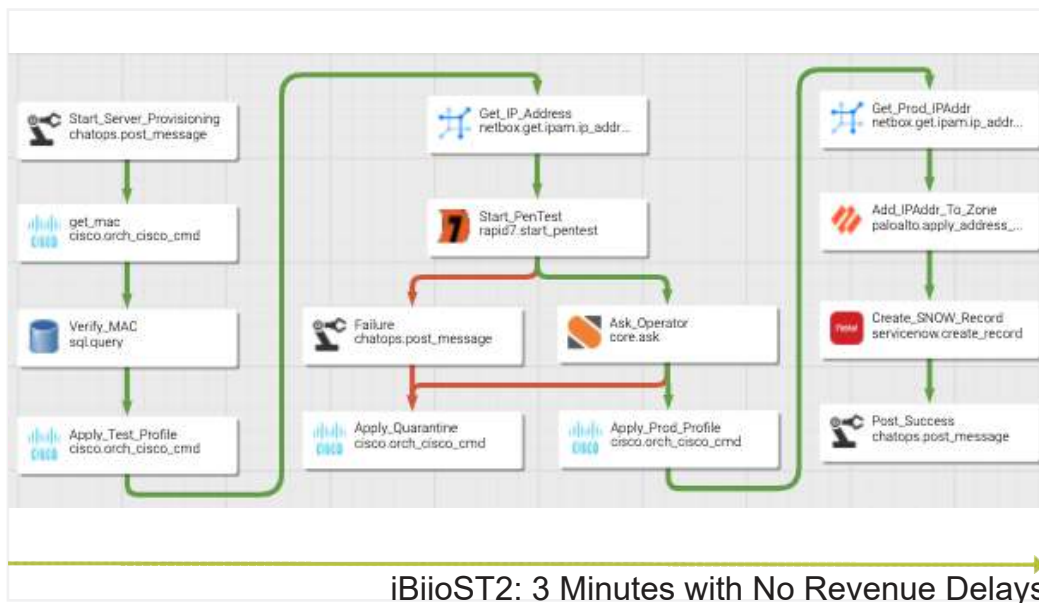 Start_Server_Provisioning
chatops.post_message
get_mac
cisco.orch_cisco_cmd
Verify_MAC
sql.query
Apply_Test_Profile
cisco.orch_cisco_cmd
Get_IP_Address
netbox.get.ipam.ip_addr...
Start_PenTest
rapid7.start_pentest
Failure
chatops.post_message
Ask_Operator
core.ask
Apply_Quarantine
cisco.orch_cisco_cmd
Apply_Prod_Profile
cisco.orch_cisco_cmd
Get_Prod_IPAddr
netbox.get.ipam.ip_addr...
Add_IPAddr_To_Zone
paloalto.apply_address_...
Create_SNOW_Record
servicenow.create_record
Post_Success
chatops.post_message
iBiioST2: 3 Minutes with No Revenue Delays